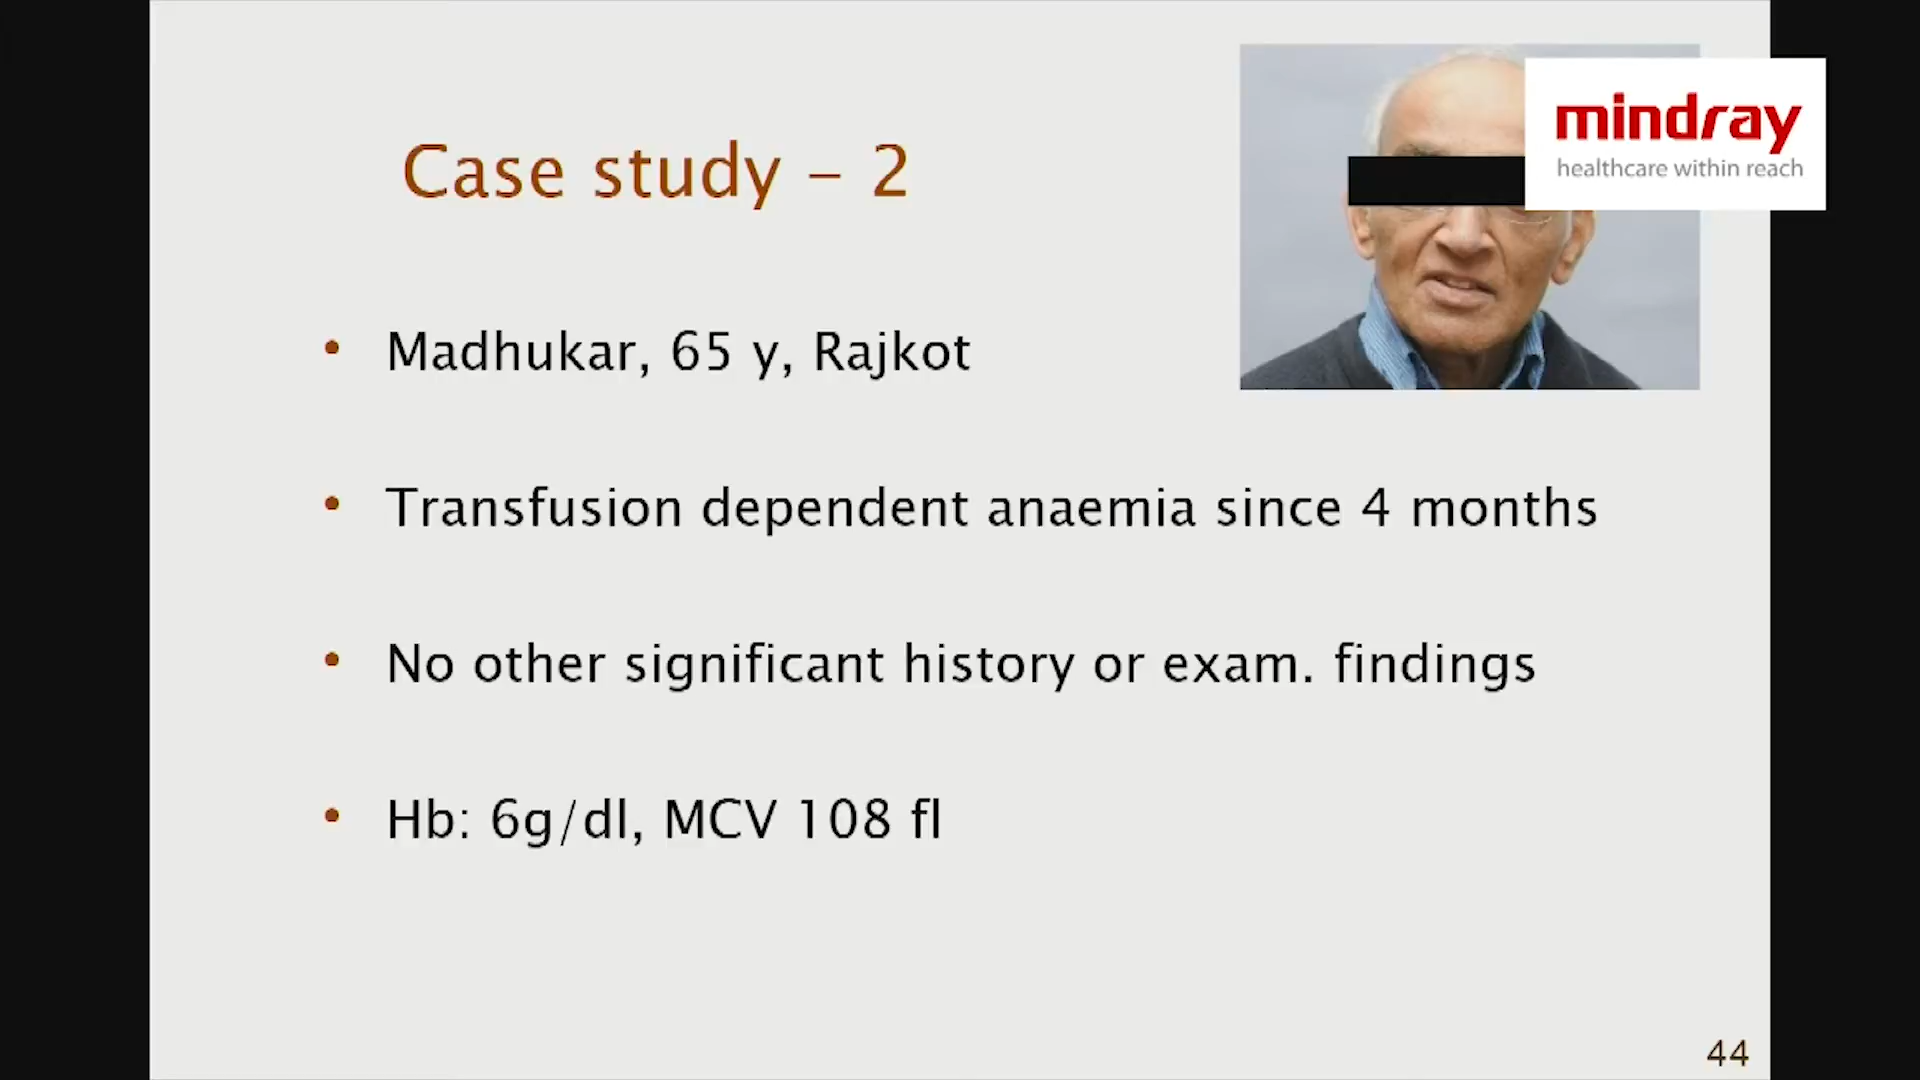 mindray
healthcare within reach
Case study – 2
• Madhukar, 65 y, Rajkot
• Transfusion dependent anaemia since 4 months
• No other significant history or exam. findings
• Hb: 6g/dl, MCV 108 fl
44